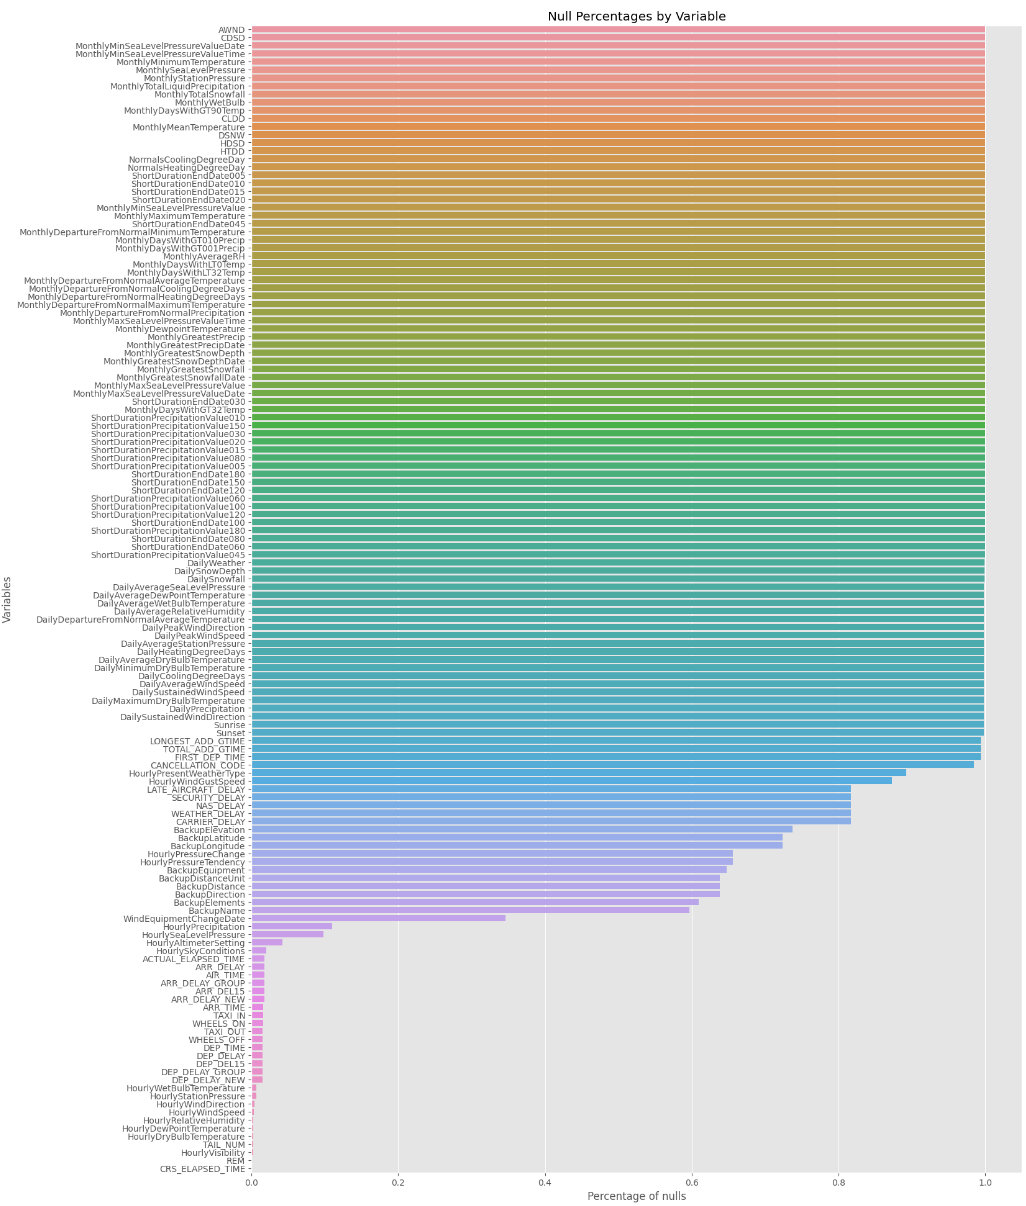 Null Percentages by Variable
AWND
CDSD
MonthlyMinSeaLevelPressureValueDate
MonthlyMinSeaLevelPressureValueTime
MonthlyMinimumTemperature
MonthlySeaLevelPressure
MonthlyStationPressure
MonthlyTotalLiquidPrecipitation
MonthlyTotalSnowfall
MonthlyWetBulb
MonthlyDaysWithGT90Temp
CLDD
MonthlyMeanTemperature
DSNW
HDSD
HTDD
NormalsCoolingDegreeDay
NormalsHeatingDegreeDay
ShortDurationEndDate005
ShortDurationEndDate010
ShortDurationEndDate015
ShortDurationEndDate020
MonthlyMinSeaLevelPressureValue
MonthlyMaximumTemperature
ShortDurationEndDate045
MonthlyDepartureFromNormalMinimumTemperature
MonthlyDaysWithGT010Precip
MonthlyDaysWithGT001Precip
MonthlyAverageRH
MonthlyDaysWithLT0Temp
MonthlyDaysWithLT32Temp
MonthlyDepartureFromNormalAverageTemperature
MonthlyDepartureFromNormalCoolingDegreeDays
MonthlyDepartureFromNormalHeatingDegreeDays
MonthlyDepartureFromNormalMaximumTemperature
MonthlyDepartureFromNormalPrecipitation
MonthlyMaxSeaLevelPressureValueTime
MonthlyDewpointTemperature
MonthlyGreatestPrecip
MonthlyGreatestPrecipDate
MonthlyGreatestSnowDepth
MonthlyGreatestSnowDepthDate
MonthlyGreatestSnowfall
MonthlyGreatestSnowfallDate
MonthlyMaxSeaLevelPressureValue
MonthlyMaxSeaLevelPressureValueDate
ShortDurationEndDate030
MonthlyDaysWithGT32Temp
ShortDurationPrecipitationValue010
ShortDurationPrecipitationValue150
ShortDurationPrecipitationValue030
ShortDurationPrecipitationValue020
ShortDurationPrecipitationValue015
ShortDurationPrecipitationValue080
ShortDurationPrecipitationValue005
ShortDurationEndDate180
ShortDurationEndDate150
ShortDurationEndDate120
ShortDurationPrecipitationValue060
ShortDurationPrecipitationValue100
ShortDurationPrecipitationValue120
ShortDurationEndDate100
ShortDurationPrecipitationValue180
ShortDurationEndDate080
ShortDurationEndDate060
ShortDurationPrecipitationValue045
DailyWeather
DailySnowDepth
DailySnowfall
DailyAverageSeaLevelPressure
DailyAverageDewPointTemperature
DailyAverageWetBulbTemperature
DailyAverageRelativeHumidity
DailyDepartureFromNormalAverageTemperature
DailyPeakWindDirection
DailyPeakWindSpeed
DailyAverageStationPressure
DailyHeatingDegreeDays
DailyAverageDryBulbTemperature
DailyMinimumDryBulbTemperature
DailyCoolingDegreeDays
DailyAverageWindSpeed
DailySustainedWindSpeed
DailyMaximumDryBulbTemperature
DailyPrecipitation
DailySustainedWindDirection
Sunrise
Sunset
LONGEST_ADD_GTIME
TOTAL_ADD_GTIME
FIRST_DEP_TIME
CANCELLATION_CODE
HourlyPresentWeatherType
HourlyWindGustSpeed
LATE_AIRCRAFT_DELAY
SECURITY_DELAY
NAS_DELAY
WEATHER_DELAY
CARRIER_DELAY
BackupElevation
BackupLatitude
BackupLongitude
HourlyPressureChange
HourlyPressureTendency
BackupEquipment
BackupDistanceUnit
BackupDistance
BackupDirection
BackupElements
BackupName
WindEquipmentChangeDate
HourlyPrecipitation
HourlySeaLevelPressure
HourlyAltimeterSetting
HourlySkyConditions
ACTUAL_ELAPSED_TIME
ARR_DELAY
AIR_TIME
ARR_DELAY_GROUP
ARR_DEL15
ARR_DELAY_NEW
ARR_TIME
TAXI_IN
WHEELS_ON
TAXI_OUT
WHEELS_OFF
DEP_TIME
DEP_DELAY
DEP_DEL15
DEP_DELAY_GROUP
DEP_DELAY_NEW
HourlyWetBulbTemperature
HourlyStationPressure
HourlyWindDirection
HourlyWindSpeed
HourlyRelativeHumidity
HourlyDewPointTemperature
HourlyDryBulbTemperature
TAIL_NUM
HourlyVisibility
REM
CRS_ELAPSED_TIME
Variables
0.0 0.2 0.4 0.6 0.8 1.0
Percentage of nulls